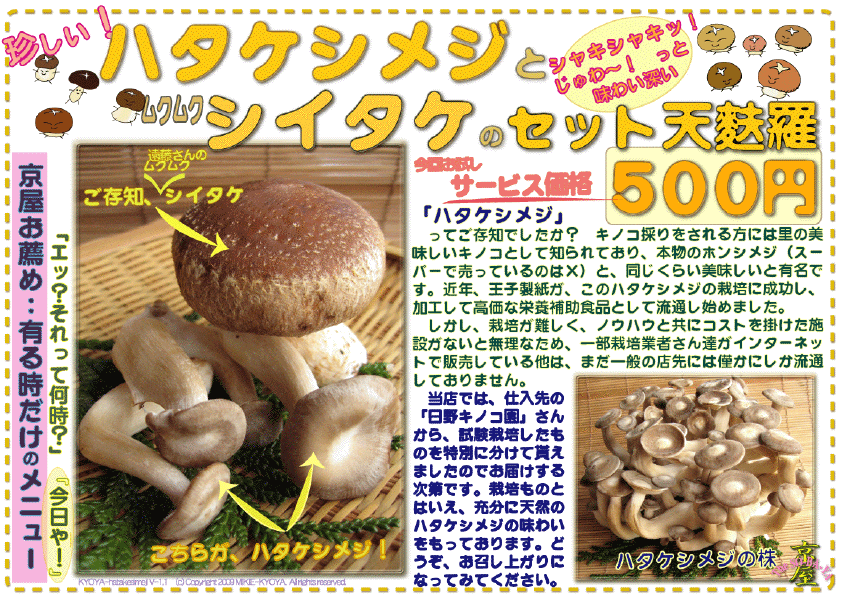 珍しい！
ハタケシメジと
ムクムクシイタケのセット天麩羅
シャキシャキッ！
じゅわ～！　っと
味わい深い
今日お試し
サービス価格
500円
京屋お薦め：有る時だけのメニュー
「エッ？それって何時？」『今日や！』
遠藤さんの
ムクムク
ご存知、シイタケ
こちらが、ハタケシメジ！
「ハタケシメジ」
ってご存知でしたか？　キノコ採りをされる方には里の美
味しいキノコとして知られており、本物のホンシメジ（スー
パーで売っているのは×）と、同じくらい美味しいと有名で
す。近年、王子製紙が、このハタケシメジの栽培に成功し、
加工して高価な栄養補助食品として流通し始めました。
しかし、栽培が難しく、ノウハウと共にコストを掛けた施
設がないと無理なため、一部栽培業者さん達がインターネッ
トで販売している他は、まだ一般の店先には僅かにしか流通
しておりません。
当店では、仕入先の
「日野キノコ園」さん
から、試験栽培したも
のを特別に分けて貰え
ましたのでお届けする
次第です。栽培ものと
はいえ、充分に天然の
ハタケシメジの味わい
をもっております。ど
うぞ、お召し上がりに
なってみてください。
ハタケシメジの株
京屋
KYOYA-hatakesimeji V-1.1　(c) Copyright 2009 MIKIE-KYOYA. All rights reserved.